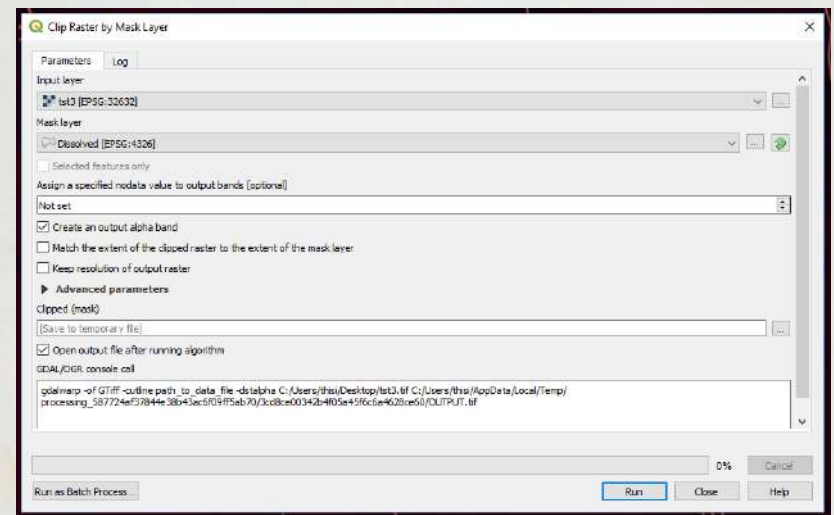 Clip Raster by Mask Layer
Parameters Log
Input layer
tst3 [EPSG:32632]
...
Mask layer
Dissolved [EPSG:4326]
...
Selected features only
Assign a specified nodata value to output bands [optional]
Not set
Create an output alpha band
Match the extent of the clipped raster to the extent of the mask layer
Keep resolution of output raster
Advanced parameters
Clipped (mask)
[Save to temporary file]
...
Open output file after running algorithm
GDAL/OGR console call
gdalwarp -of GTiff -cutline path_to_data_file -dstalpha C:/Users/thisi/Desktop/tst3.tif C:/Users/thisi/AppData/Local/Temp/
0%
Cancel
Run as Batch Process...
Run
Close
Help